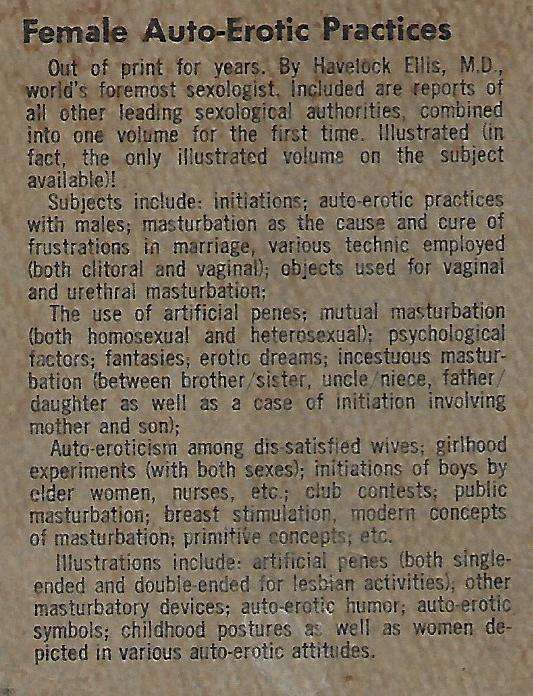 Female Auto-Erotic Practices
Out of print for years. By Havelock Ellis, M.D.,
world's foremost sexologist. Included are reports of
all other leading sexological authorities, combined
into one volume for the first time. Illustrated (in
fact, the only illustrated volume on the subject
available)!
Subjects include: initiations; auto-erotic practices
with males; masturbation as the cause and cure of
frustrations in marriage, various technic employed
(both clitoral and vaginal); objects used for vaginal
and urethral masturbation;
The use of artificial penes; mutual masturbation
(both homosexual and heterosexual); psychological
factors; fantasies; erotic dreams; incestuous mastur-
bation (between brother/sister, uncle/niece, father/
daughter as well as a case of initiation involving
mother and son);
Auto-eroticism among dis-satisfied wives; girlhood
experiments (with both sexes); initiations of boys by
elder women, nurses, etc.; club contests; public
masturbation; breast stimulation, modern concepts
of masturbation; primitive concepts; etc.
Illustrations include: artificial penes (both single-
ended and double-ended for lesbian activities); other
masturbatory devices; auto-erotic humor; auto-erotic
symbols; childhood postures as well as women de-
picted in various auto-erotic attitudes.